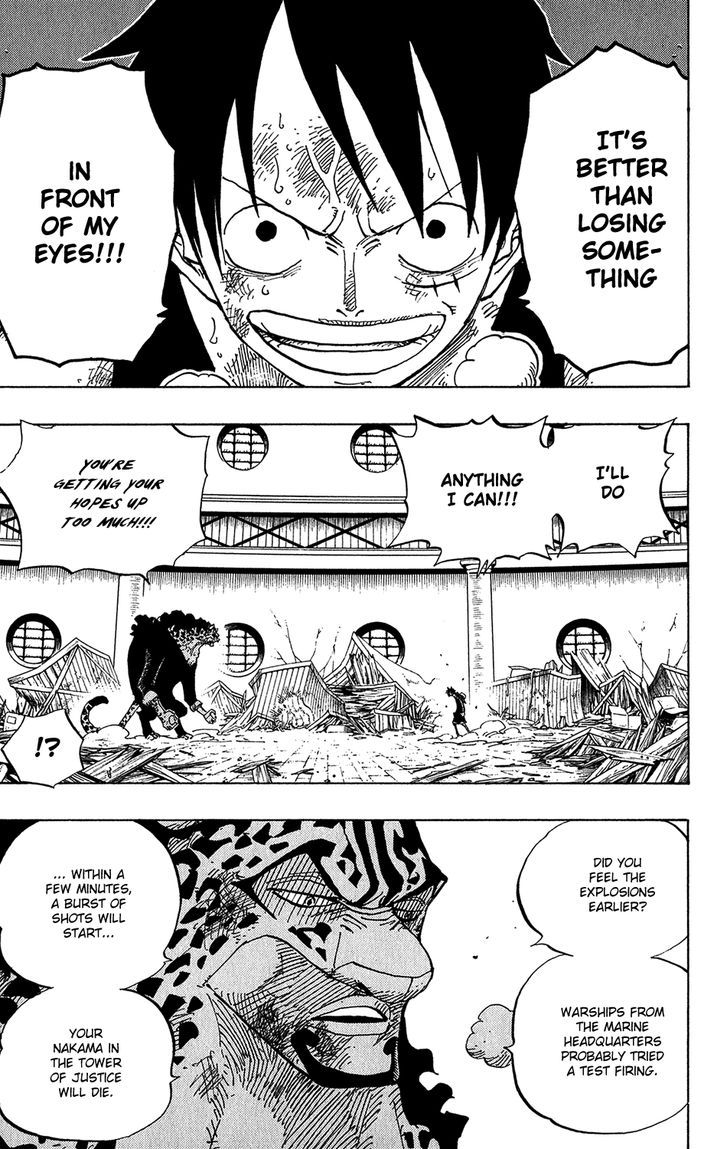 IT'S
BETTER
THAN
LOSING
SOME-
THING
IN
FRONT
OF MY
EYES!!!
I'LL
DO
ANYTHING
I CAN!!!
YOU'RE
GETTING YOUR
HOPES UP
TOO MUCH!!!
!?
DID YOU
FEEL THE
EXPLOSIONS
EARLIER?
WARSHIPS FROM
THE MARINE
HEADQUARTERS
PROBABLY TRIED
A TEST FIRING.
... WITHIN A
FEW MINUTES,
A BURST OF
SHOTS WILL
START...
YOUR
NAKAMA IN
THE TOWER
OF JUSTICE
WILL DIE.